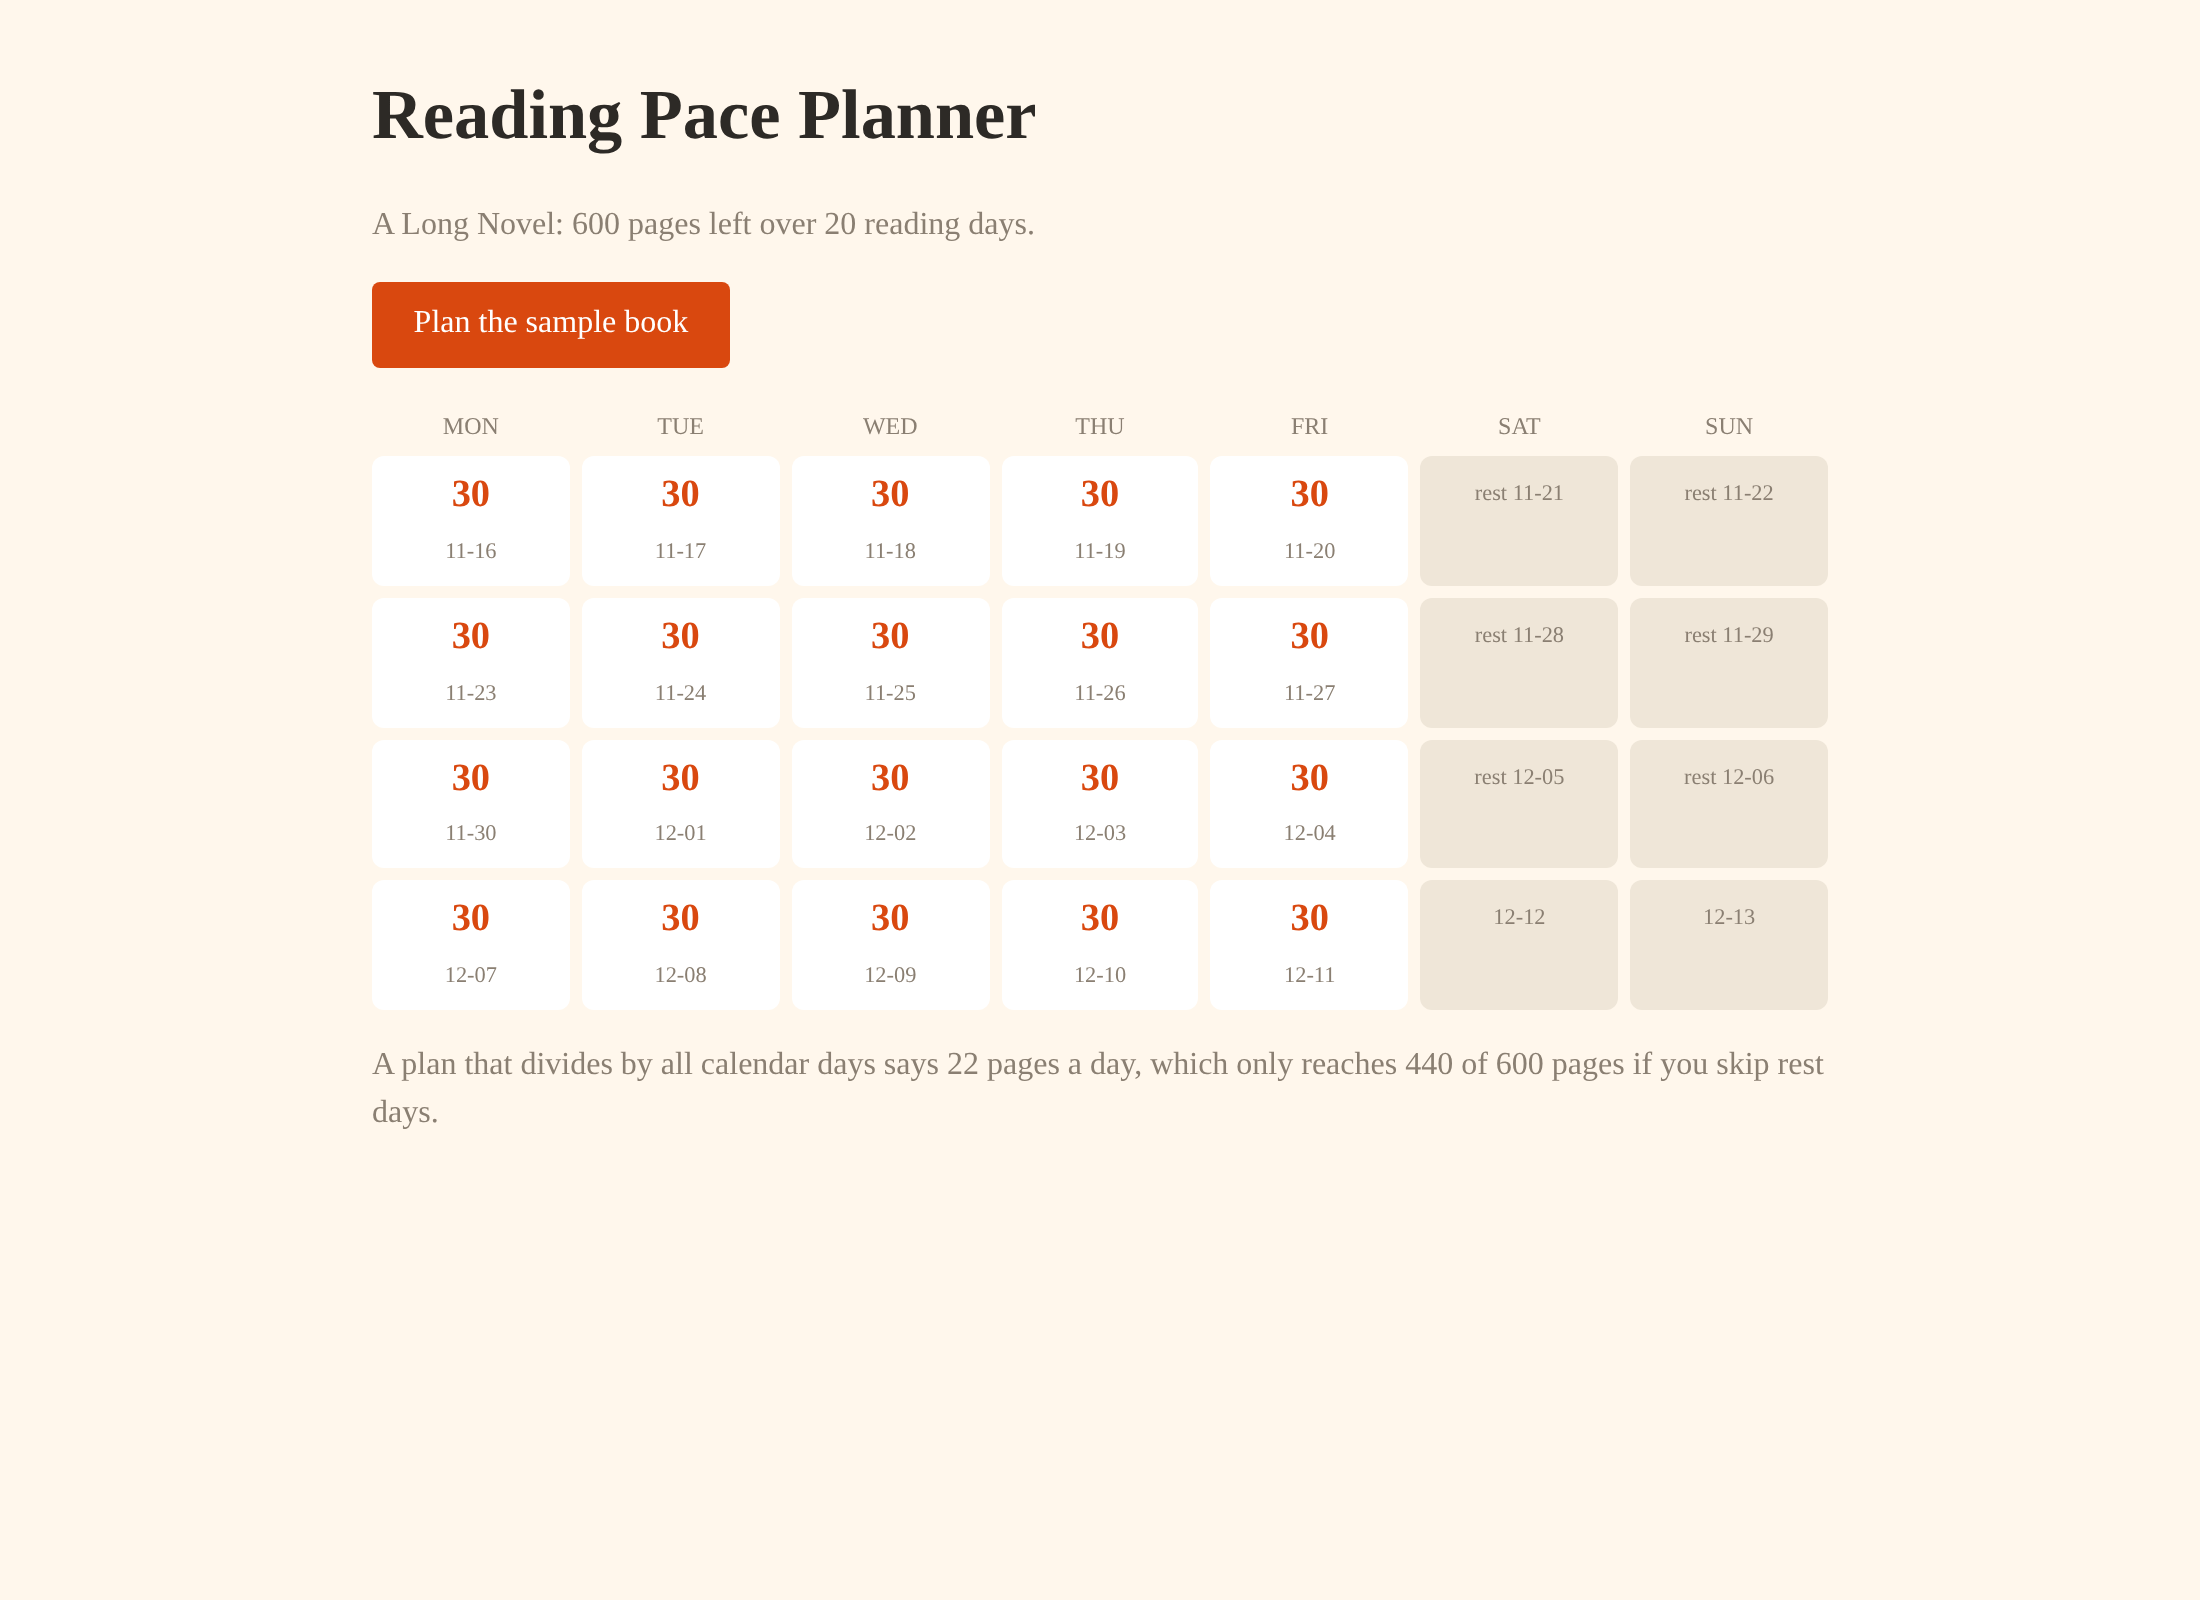 Reading Pace Planner
A Long Novel: 600 pages left over 20 reading days.
Plan the sample book
MON TUE WED THU FRI SAT SUN
30 30 30 30 30 rest 11-21 rest 11-22
11-16 11-17 11-18 11-19 11-20
30 30 30 30 30 rest 11-28 rest 11-29
11-23 11-24 11-25 11-26 11-27
30 30 30 30 30 rest 12-05 rest 12-06
11-30 12-01 12-02 12-03 12-04
30 30 30 30 30 12-12 12-13
12-07 12-08 12-09 12-10 12-11
A plan that divides by all calendar days says 22 pages a day, which only reaches 440 of 600 pages if you skip rest
days.